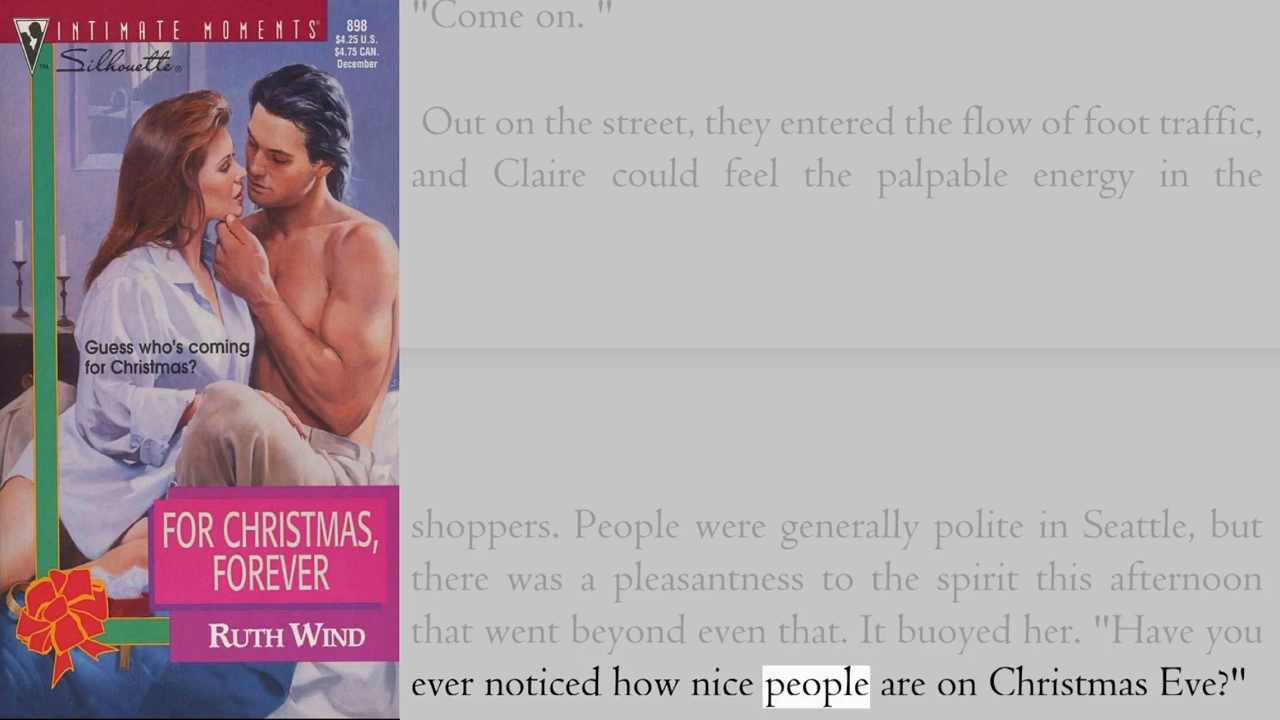 INTIMATE MOMENTS®
Silhouette®
TM
898
$4.25 U.S.
$4.75 CAN.
December
Guess who's coming
for Christmas?
FOR CHRISTMAS,
FOREVER
RUTH WIND
"Come on. "
Out on the street, they entered the flow of foot traffic,
and Claire could feel the palpable energy in the
shoppers. People were generally polite in Seattle, but
there was a pleasantness to the spirit this afternoon
that went beyond even that. It buoyed her. "Have you
ever noticed how nice people are on Christmas Eve?"